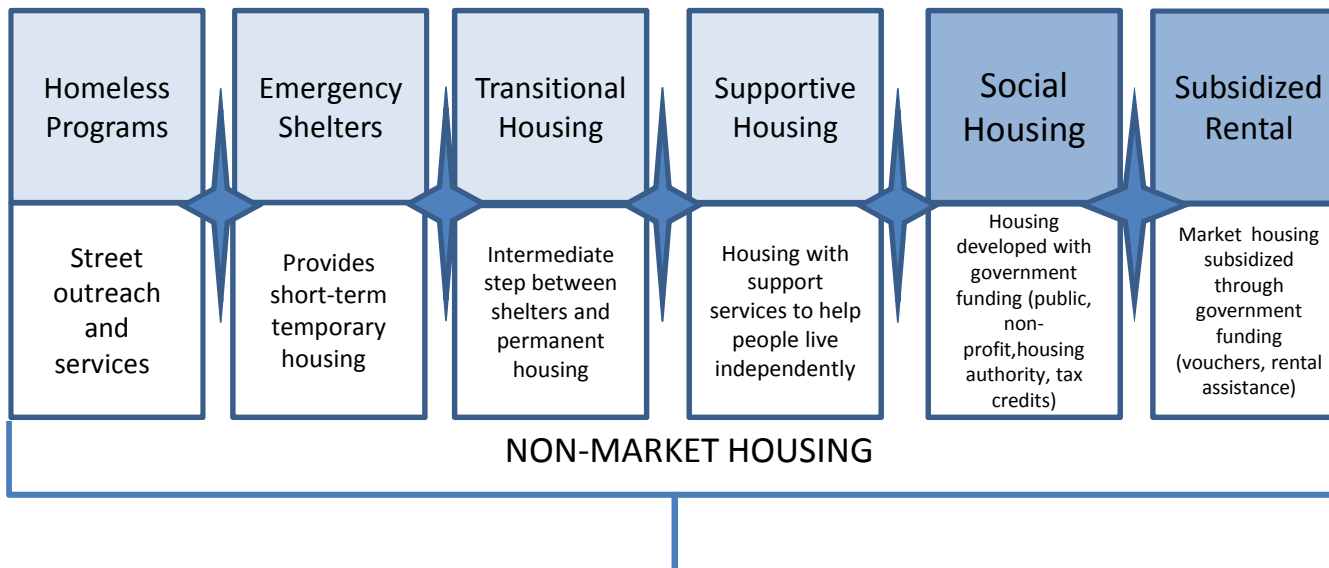 Homeless
Programs
Emergency
Shelters
Transitional
Housing
Supportive
Housing
Social
Housing
Subsidized
Rental
Street
outreach
and
services
Provides
short-term
temporary
housing
Intermediate
step between
shelters and
permanent
housing
Housing with
support
services to help
people live
independently
Housing
developed with
government
funding (public,
non-
profit,housing
authority, tax
credits)
Market housing
subsidized
through
government
funding
(vouchers, rental
assistance)
NON-MARKET HOUSING